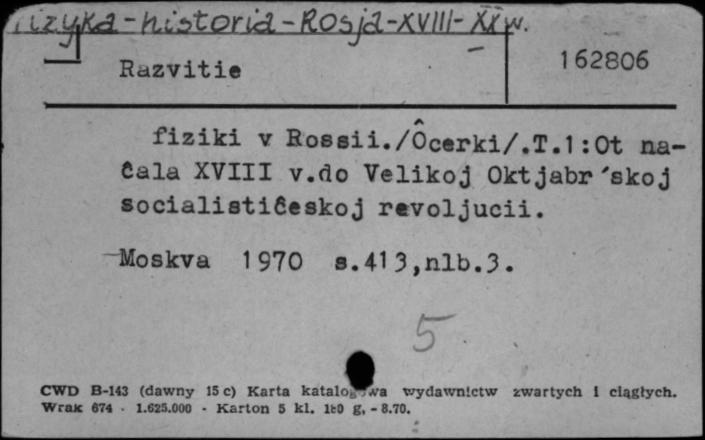 fizyka-historia-Rosja-XVIII-XXw.
Razvitie
162806
fiziki v Rossii./Ôcerki/.T.1:Ot na-
ĉala XVIII v.do Velikoj Oktjabr´skoj
socialistiĉeskoj revoljucii.
Moskva 1970 s.413,nlb.3.
5
CWD B-143 (dawny 15 c) Karta katalogowa wydawnictw zwartych i ciągłych.
Wrak 674 - 1.625.000 - Karton 5 kl. 180 g. - 8.70.